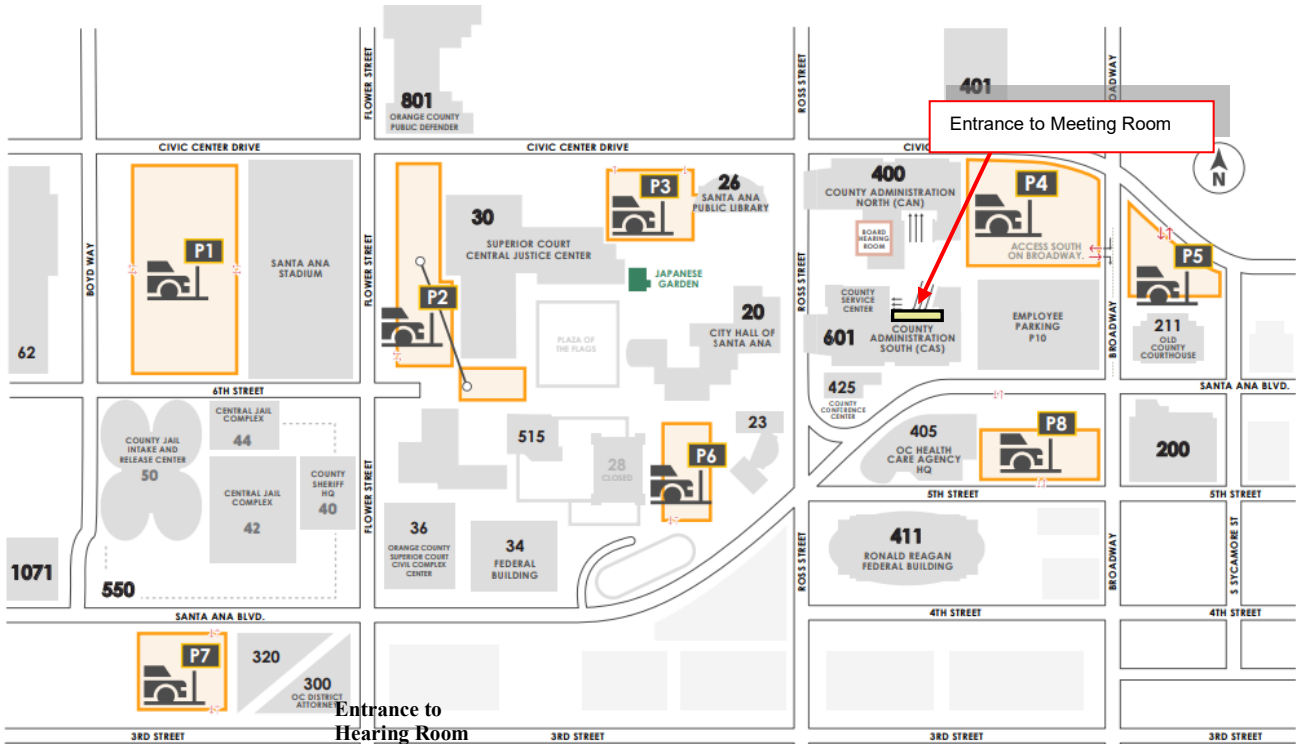 FLOWER STREET
801
ORANGE COUNTY
PUBLIC DEFENDER
ROSS STREET
401
Entrance to Meeting Room
CIVIC CENTER DRIVE
CIVIC CENTER DRIVE
N
P1
SANTA ANA
STADIUM
BOYD WAY
62
FLOWER STREET
P2
30
SUPERIOR COURT
CENTRAL JUSTICE CENTER
P3
26
SANTA ANA
PUBLIC LIBRARY
JAPANESE
GARDEN
PLAZA OF
THE FLAGS
20
CITY HALL OF
SANTA ANA
ROSS STREET
400
COUNTY ADMINISTRATION
NORTH (CAN)
BOARD
HEARING
ROOM
P4
ACCESS SOUTH
ON BROADWAY.
P5
COUNTY
SERVICE
CENTER
601
COUNTY
ADMINISTRATION
SOUTH (CAS)
EMPLOYEE
PARKING
P10
BROADWAY
211
OLD
COUNTY
COURTHOUSE
6TH STREET
SANTA ANA BLVD.
425
COUNTY
CONFERENCE
CENTER
COUNTY JAIL
INTAKE AND
RELEASE CENTER
50
CENTRAL JAIL
COMPLEX
44
CENTRAL JAIL
COMPLEX
42
COUNTY
SHERIFF
HQ
40
FLOWER STREET
515
28
CLOSED
P6
23
405
OC HEALTH
CARE AGENCY
HQ
P8
200
5TH STREET
5TH STREET
36
ORANGE COUNTY
SUPERIOR COURT
CIVIL COMPLEX
CENTER
34
FEDERAL
BUILDING
ROSS STREET
411
RONALD REAGAN
FEDERAL BUILDING
BROADWAY
S SYCAMORE ST
1071
550
SANTA ANA BLVD.
4TH STREET
4TH STREET
P7
320
300
OC DISTRICT
Entrance to
Hearing Room
3RD STREET
3RD STREET
3RD STREET